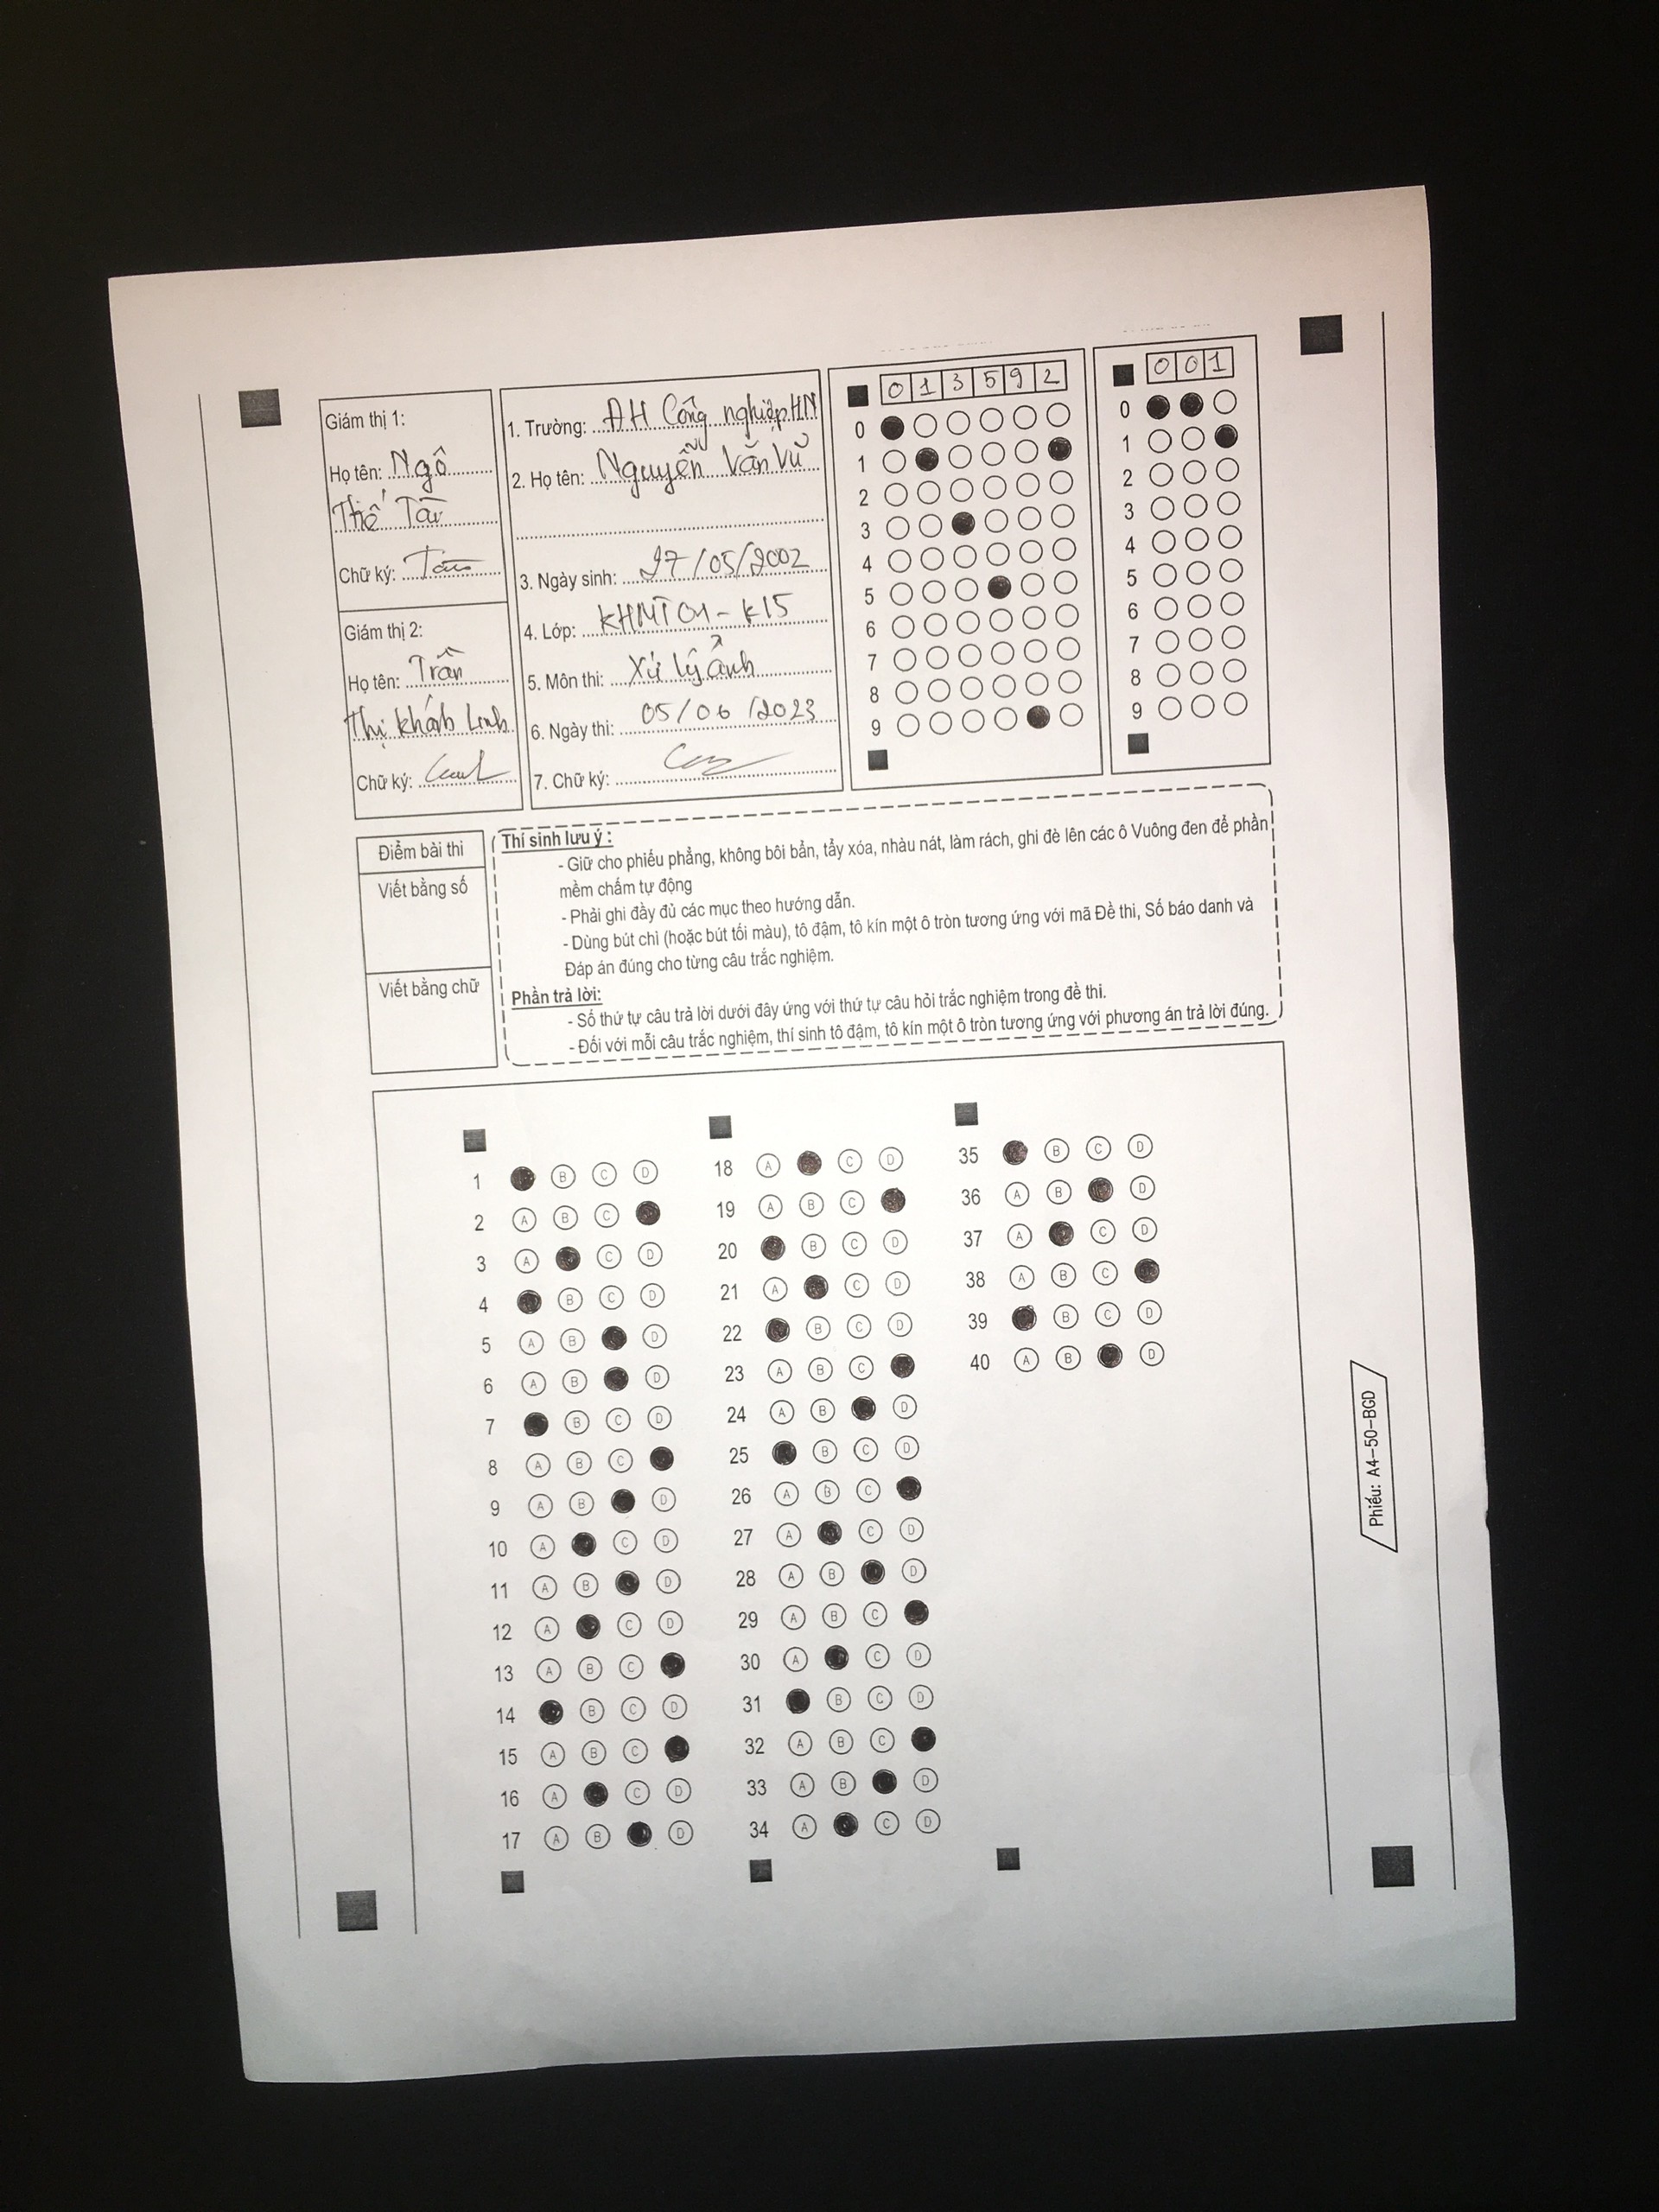 Giám thị 1:
Họ tên: Ngô
Thế Tài
Chữ ký:
Giám thị 2:
Họ tên: Trần
Thị Khánh Linh
Chữ ký:
1. Trường: ĐH Công nghiệp HN
2. Họ tên: Nguyễn Văn Vũ
3. Ngày sinh: 27/05/2002
4. Lớp: KHMT01-K15
5. Môn thi: Xử lý ảnh
6. Ngày thi: 05/06/2023
7. Chữ ký:
0 1 3 5 9 2
0
1
2
3
4
5
6
7
8
9
0 0 1
0
1
2
3
4
5
6
7
8
9
Điểm bài thi
Viết bằng số
Viết bằng chữ
Thí sinh lưu ý :
- Giữ cho phiếu phẳng, không bôi bẩn, tẩy xóa, nhàu nát, làm rách, ghi đè lên các ô Vuông đen để phần
mềm chấm tự động
- Phải ghi đầy đủ các mục theo hướng dẫn.
- Dùng bút chì (hoặc bút tối màu), tô đậm, tô kín một ô tròn tương ứng với mã Đề thi, Số báo danh và
Đáp án đúng cho từng câu trắc nghiệm.
Phần trả lời:
- Số thứ tự câu trả lời dưới đây ứng với thứ tự câu hỏi trắc nghiệm trong đề thi.
- Đối với mỗi câu trắc nghiệm, thí sinh tô đậm, tô kín một ô tròn tương ứng với phương án trả lời đúng.
1 B C D
2 A B C
3 A C D
4 B C D
5 A B D
6 A B D
7 B C D
8 A B C
9 A B D
10 A C D
11 A B D
12 A C D
13 A B C
14 B C D
15 A B C
16 A C D
17 A B D
18 A C D
19 A B C
20 B C D
21 A C D
22 B C D
23 A B C
24 A B D
25 B C D
26 A B C
27 A C D
28 A B D
29 A B C
30 A C D
31 B C D
32 A B C
33 A B D
34 A C D
35 B C D
36 A B D
37 A C D
38 A B C
39 B C D
40 A B D
Phiếu: A4-50-BGD